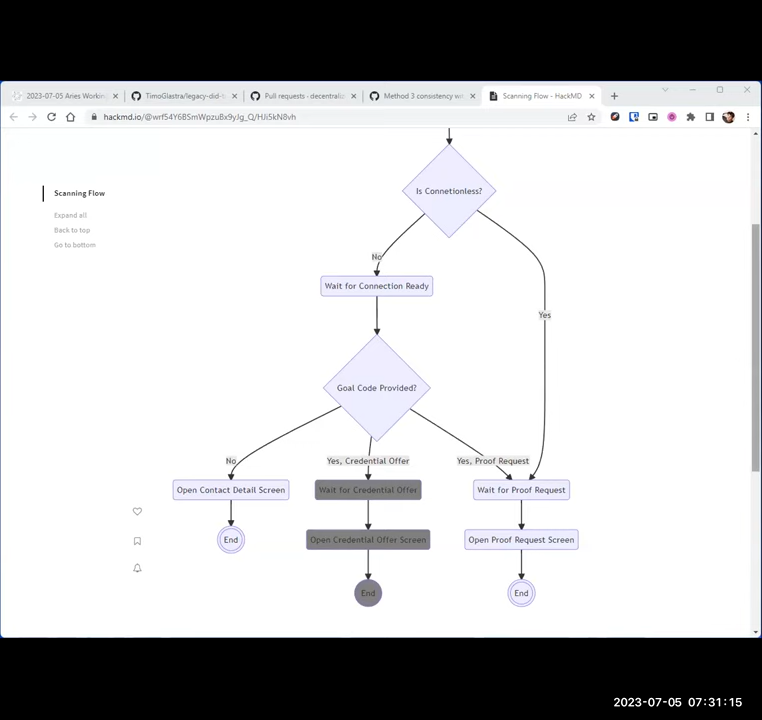 2023-07-05 Aries Working
TimoGlastra/legacy-did-t
Pull requests - decentraliz
Method 3 consistency wit
Scanning Flow - HackMD
hackmd.io/@wrf54Y6BSmWpzuBx9yJg_Q/HJi5kN8vh
Scanning Flow
Expand all
Back to top
Go to bottom
Is Connetionless?
No
Wait for Connection Ready
Yes
Goal Code Provided?
No
Yes, Credential Offer
Yes, Proof Request
Open Contact Detail Screen
Wait for Credential Offer
Wait for Proof Request
End
Open Credential Offer Screen
Open Proof Request Screen
End
End
2023-07-05 07:31:15